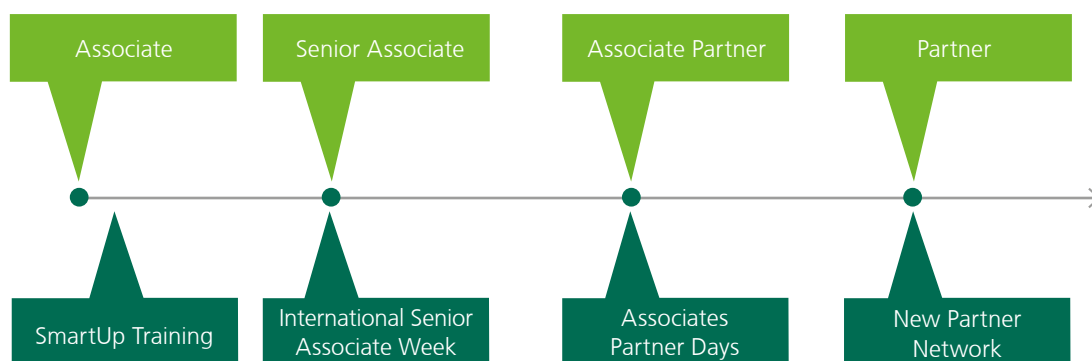 Associate
Senior Associate
Associate Partner
Partner
SmartUp Training
International Senior
Associate Week
Associates
Partner Days
New Partner
Network